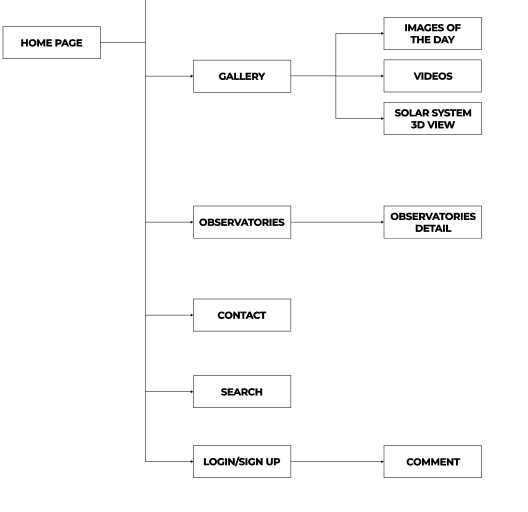 HOME PAGE
GALLERY
IMAGES OF
THE DAY
VIDEOS
SOLAR SYSTEM
3D VIEW
OBSERVATORIES
OBSERVATORIES
DETAIL
CONTACT
SEARCH
LOGIN/SIGN UP
COMMENT